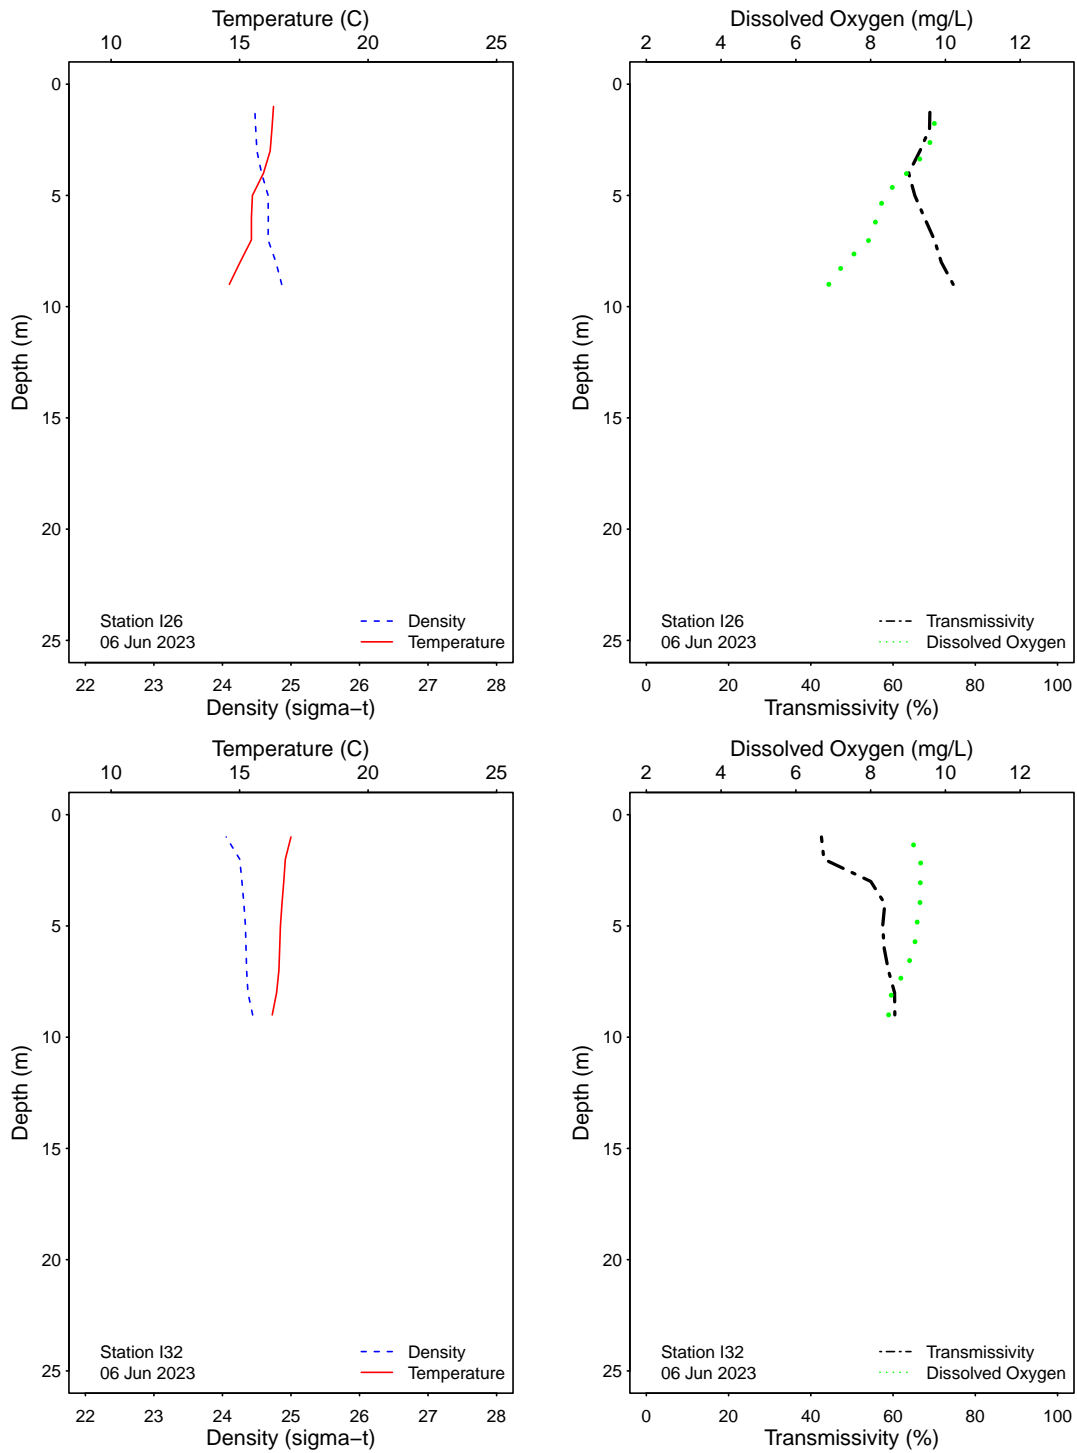 Temperature (C)
10 15 20 25
0
5
10
15
20
25
Depth (m)
Station I26
06 Jun 2023
Density
Temperature
22 23 24 25 26 27 28
Density (sigma−t)
Dissolved Oxygen (mg/L)
2 4 6 8 10 12
0
5
10
15
20
25
Depth (m)
Station I26
06 Jun 2023
Transmissivity
Dissolved Oxygen
0 20 40 60 80 100
Transmissivity (%)
Temperature (C)
10 15 20 25
0
5
10
15
20
25
Depth (m)
Station I32
06 Jun 2023
Density
Temperature
22 23 24 25 26 27 28
Density (sigma−t)
Dissolved Oxygen (mg/L)
2 4 6 8 10 12
0
5
10
15
20
25
Depth (m)
Station I32
06 Jun 2023
Transmissivity
Dissolved Oxygen
0 20 40 60 80 100
Transmissivity (%)